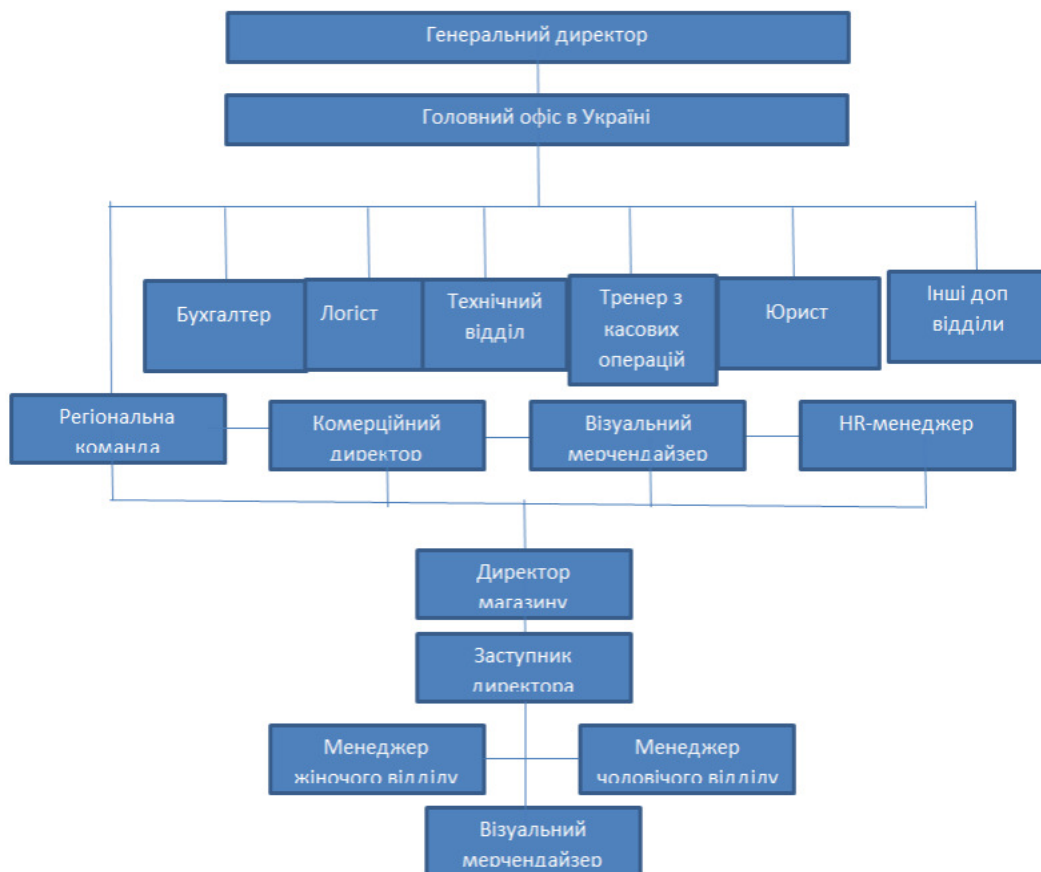 Генеральний директор
Головний офіс в Україні
Бухгалтер
Логіст
Технічний
відділ
Тренер з
касових
операцій
Юрист
Інші доп
відділи
Регіональна
команда
Комерційний
директор
Візуальний
мерчендайзер
HR-менеджер
Директор
магазину
Заступник
директора
Менеджер
жіночого відділу
Менеджер
чоловічого відділу
Візуальний
мерчендайзер